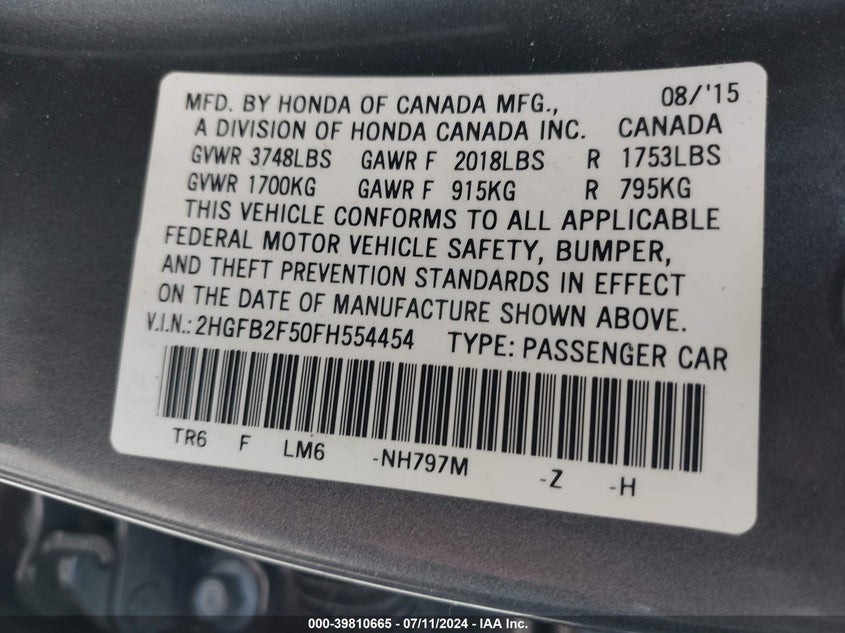 MFD. BY HONDA OF CANADA MFG., 08/'15
A DIVISION OF HONDA CANADA INC. CANADA
GVWR 3748LBS GAWR F 2018LBS R 1753LBS
GVWR 1700KG GAWR F 915KG R 795KG
THIS VEHICLE CONFORMS TO ALL APPLICABLE
FEDERAL MOTOR VEHICLE SAFETY, BUMPER,
AND THEFT PREVENTION STANDARDS IN EFFECT
ON THE DATE OF MANUFACTURE SHOWN ABOVE.
V.I.N.: 2HGFB2F50FH554454 TYPE: PASSENGER CAR
TR6 F LM6 -NH797M -Z -H
000-39810665 - 07/11/2024 - IAA Inc.